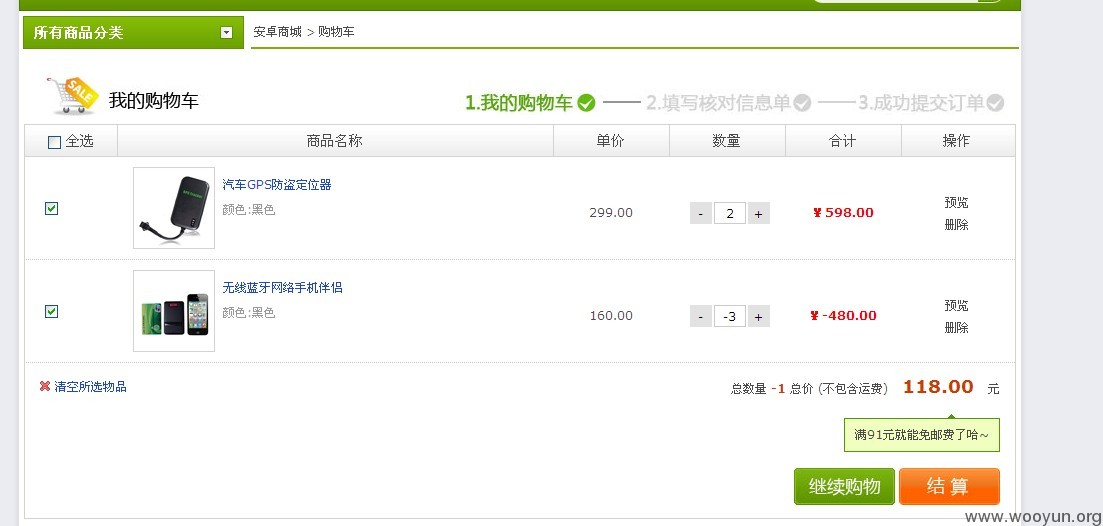 所有商品分类
安卓商城 > 购物车
SALE
我的购物车
1.我的购物车
2.填写核对信息单
3.成功提交订单
全选 商品名称 单价 数量 合计 操作
汽车GPS防盗定位器
颜色:黑色
299.00
- 2 +
¥ 598.00
预览
删除
无线蓝牙网络手机伴侣
颜色:黑色
160.00
- -3 +
¥ -480.00
预览
删除
清空所选物品
总数量 -1 总价 (不包含运费) 118.00 元
满91元就能免邮费了哈~
继续购物
结 算
www.wooyun.org